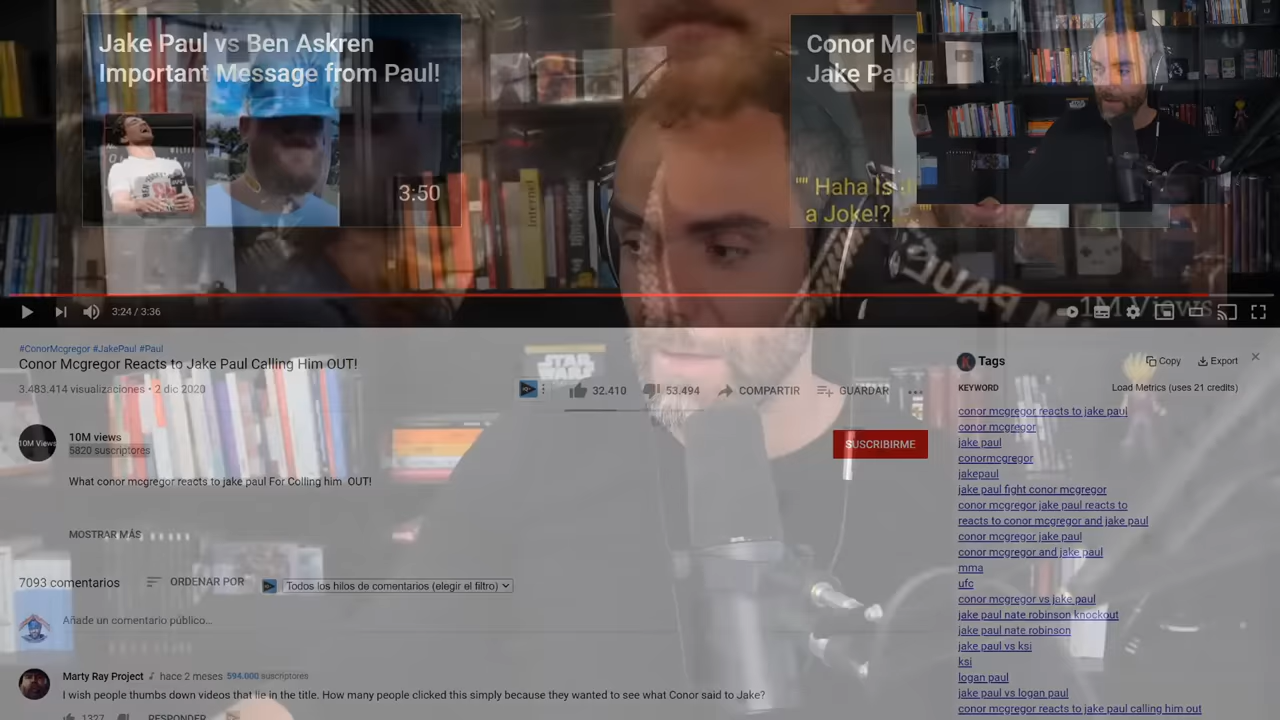 Jake Paul vs Ben Askren
Important Message from Paul!
3:50
Conor Mc
Jake Paul
"" Haha Is
a Joke!?
1M Views
3:24 / 3:36
#ConorMcgregor #JakePaul #Paul
Conor Mcgregor Reacts to Jake Paul Calling Him OUT!
3.483.414 visualizaciones • 2 dic 2020
32.410
53.494
COMPARTIR
GUARDAR
STAR
WARS
10M Views
10M views
5820 suscriptores
SUSCRIBIRME
What conor mcgregor reacts to jake paul For Colling him OUT!
MOSTRAR MÁS
7093 comentarios
ORDENAR POR
Todos los hilos de comentarios (elegir el filtro)
Añade un comentario público...
Marty Ray Project hace 2 meses 594.000 suscriptores
I wish people thumbs down videos that lie in the title. How many people clicked this simply because they wanted to see what Conor said to Jake?
1327
RESPONDER
Tags
Copy
Export
KEYWORD
Load Metrics (uses 21 credits)
conor mcgregor reacts to jake paul
conor mcgregor
jake paul
conormcgregor
jakepaul
jake paul fight conor mcgregor
conor mcgregor jake paul reacts to
reacts to conor mcgregor and jake paul
conor mcgregor jake paul
conor mcgregor and jake paul
mma
ufc
conor mcgregor vs jake paul
jake paul nate robinson knockout
jake paul nate robinson
jake paul vs ksi
ksi
logan paul
jake paul vs logan paul
conor mcgregor reacts to jake paul calling him out